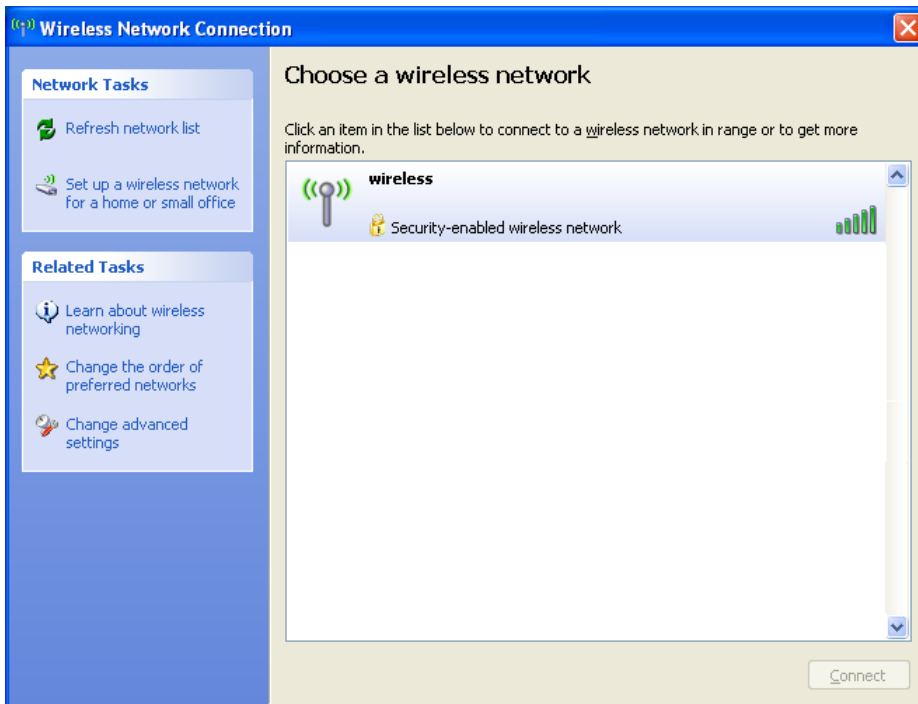 Wireless Network Connection
Network Tasks
Refresh network list
Set up a wireless network
for a home or small office
Related Tasks
Learn about wireless
networking
Change the order of
preferred networks
Change advanced
settings
Choose a wireless network
Click an item in the list below to connect to a wireless network in range or to get more
information.
wireless
Security-enabled wireless network
Connect